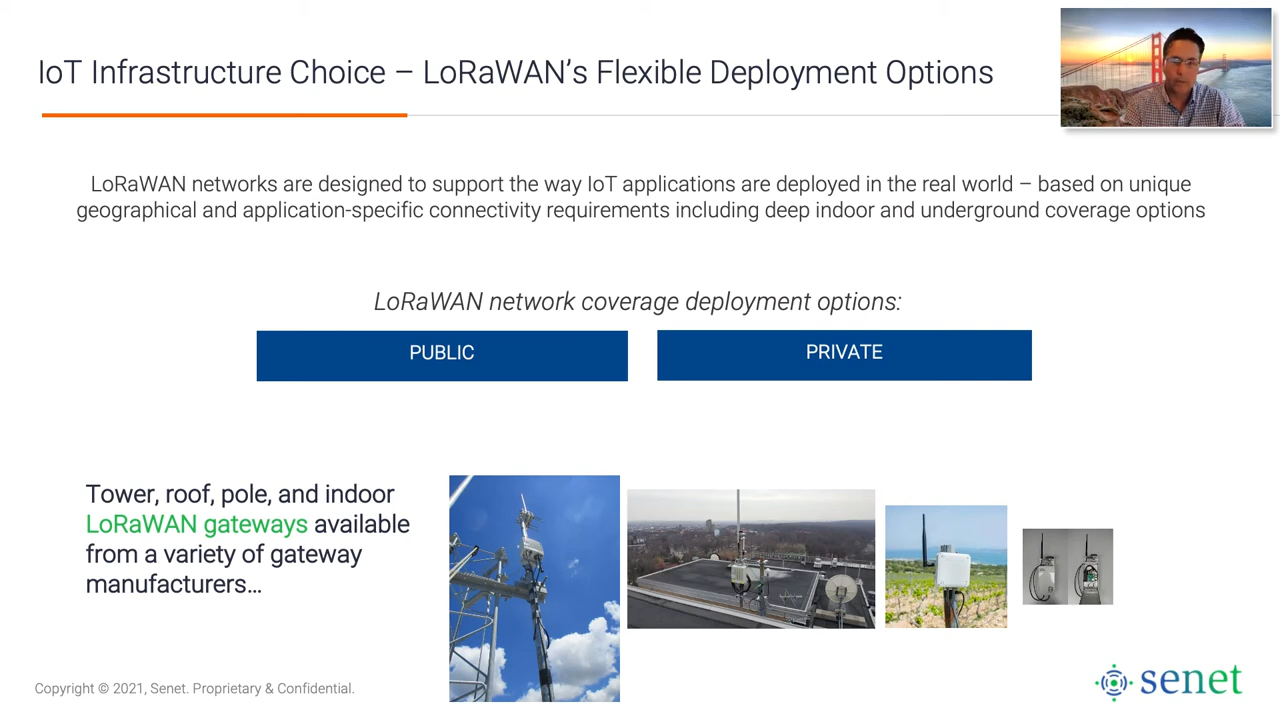 IoT Infrastructure Choice – LoRaWAN's Flexible Deployment Options
LoRaWAN networks are designed to support the way IoT applications are deployed in the real world – based on unique
geographical and application-specific connectivity requirements including deep indoor and underground coverage options
LoRaWAN network coverage deployment options:
PUBLIC
PRIVATE
Tower, roof, pole, and indoor
LoRaWAN gateways available
from a variety of gateway
manufacturers…
Copyright © 2021, Senet. Proprietary & Confidential.
senet